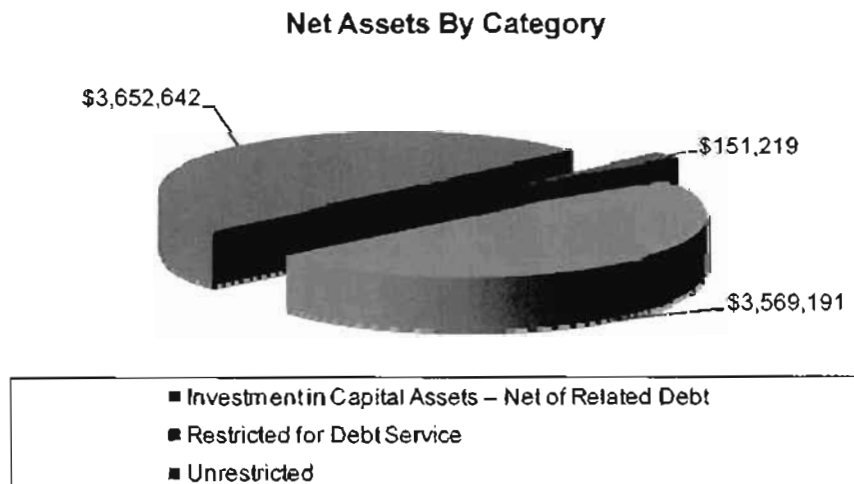 Net Assets By Category
$3,652,642
$151,219
$3,569,191
■ Investment in Capital Assets – Net of Related Debt
■ Restricted for Debt Service
■ Unrestricted